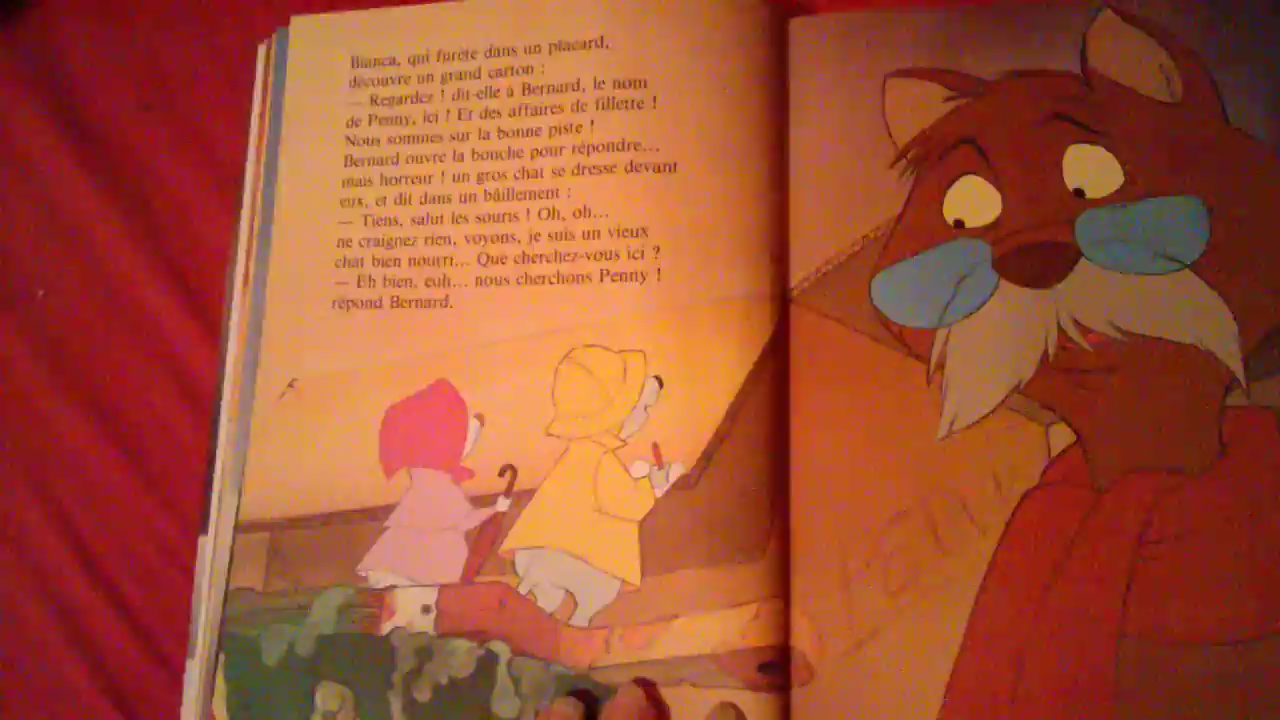 Bianca, qui furète dans un placard,
découvre un grand carton :
— Regardez ! dit-elle à Bernard, le nom
de Penny, ici ! Et des affaires de fillette !
Nous sommes sur la bonne piste !
Bernard ouvre la bouche pour répondre...
mais horreur ! un gros chat se dresse devant
eux, et dit dans un bâillement :
— Tiens, salut les souris ! Oh, oh...
ne craignez rien, voyons, je suis un vieux
chat bien nourri... Que cherchez-vous ici ?
— Eh bien, euh... nous cherchons Penny !
répond Bernard.